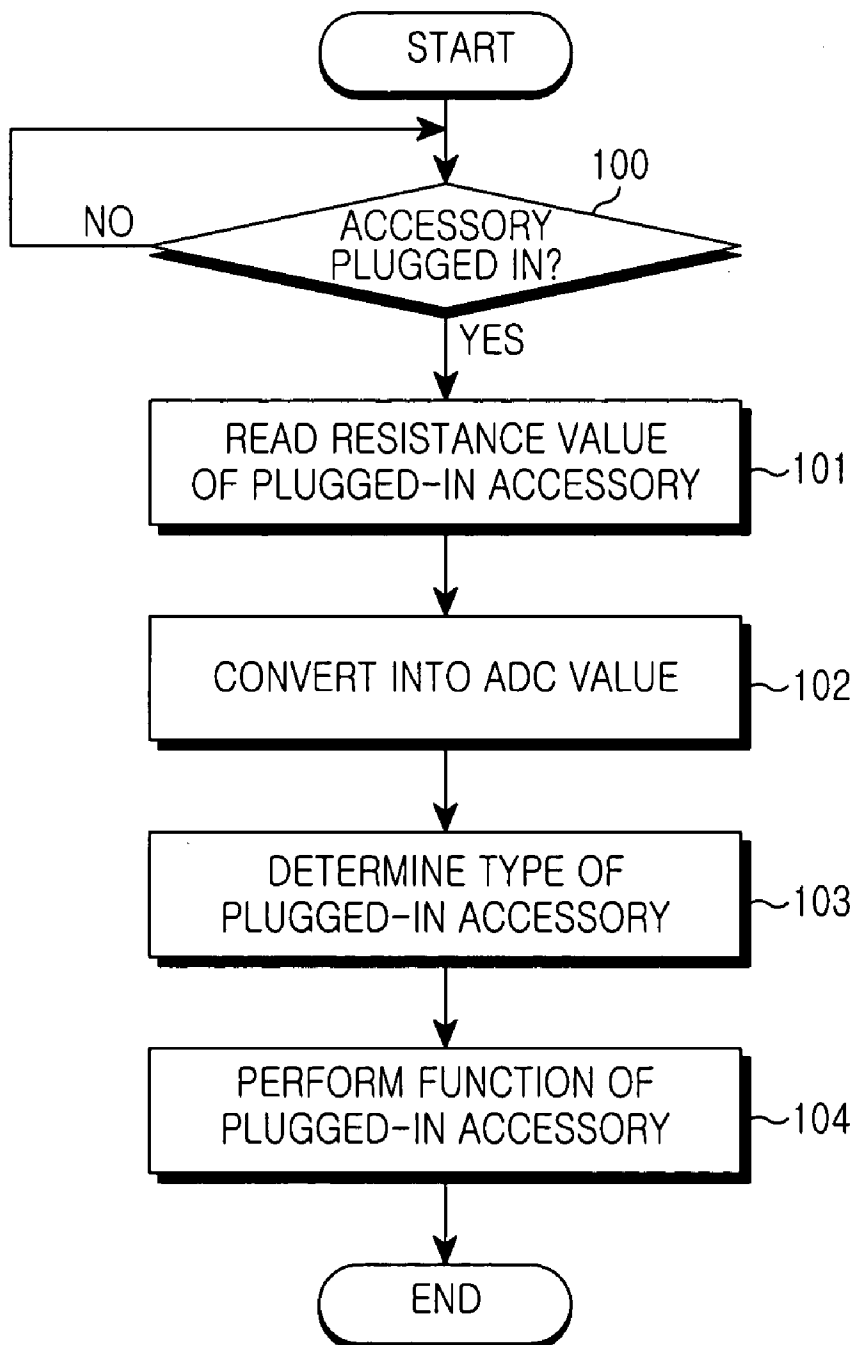 START
100
ACCESSORY
PLUGGED IN?
NO
YES
READ RESISTANCE VALUE
OF PLUGGED-IN ACCESSORY
101
CONVERT INTO ADC VALUE
102
DETERMINE TYPE OF
PLUGGED-IN ACCESSORY
103
PERFORM FUNCTION OF
PLUGGED-IN ACCESSORY
104
END